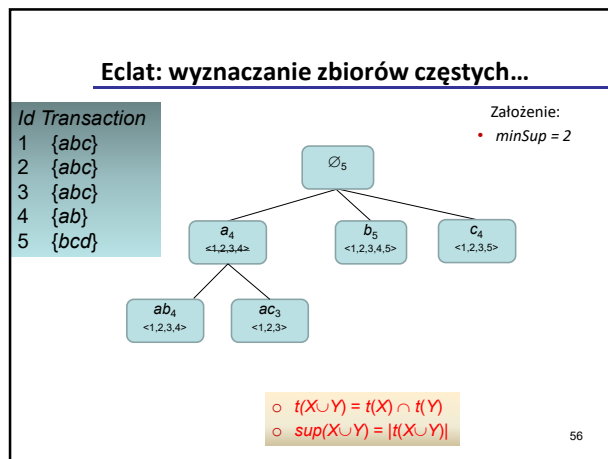 Eclat: wyznaczanie zbiorów częstych…
Id Transaction
1 {abc}
2 {abc}
3 {abc}
4 {ab}
5 {bcd}
Założenie:
• minSup = 2
∅₅
a₄
<1,2,3,4>
b₅
<1,2,3,4,5>
c₄
<1,2,3,5>
ab₄
<1,2,3,4>
ac₃
<1,2,3>
o t(X∪Y) = t(X) ∩ t(Y)
o sup(X∪Y) = |t(X∪Y)|
56